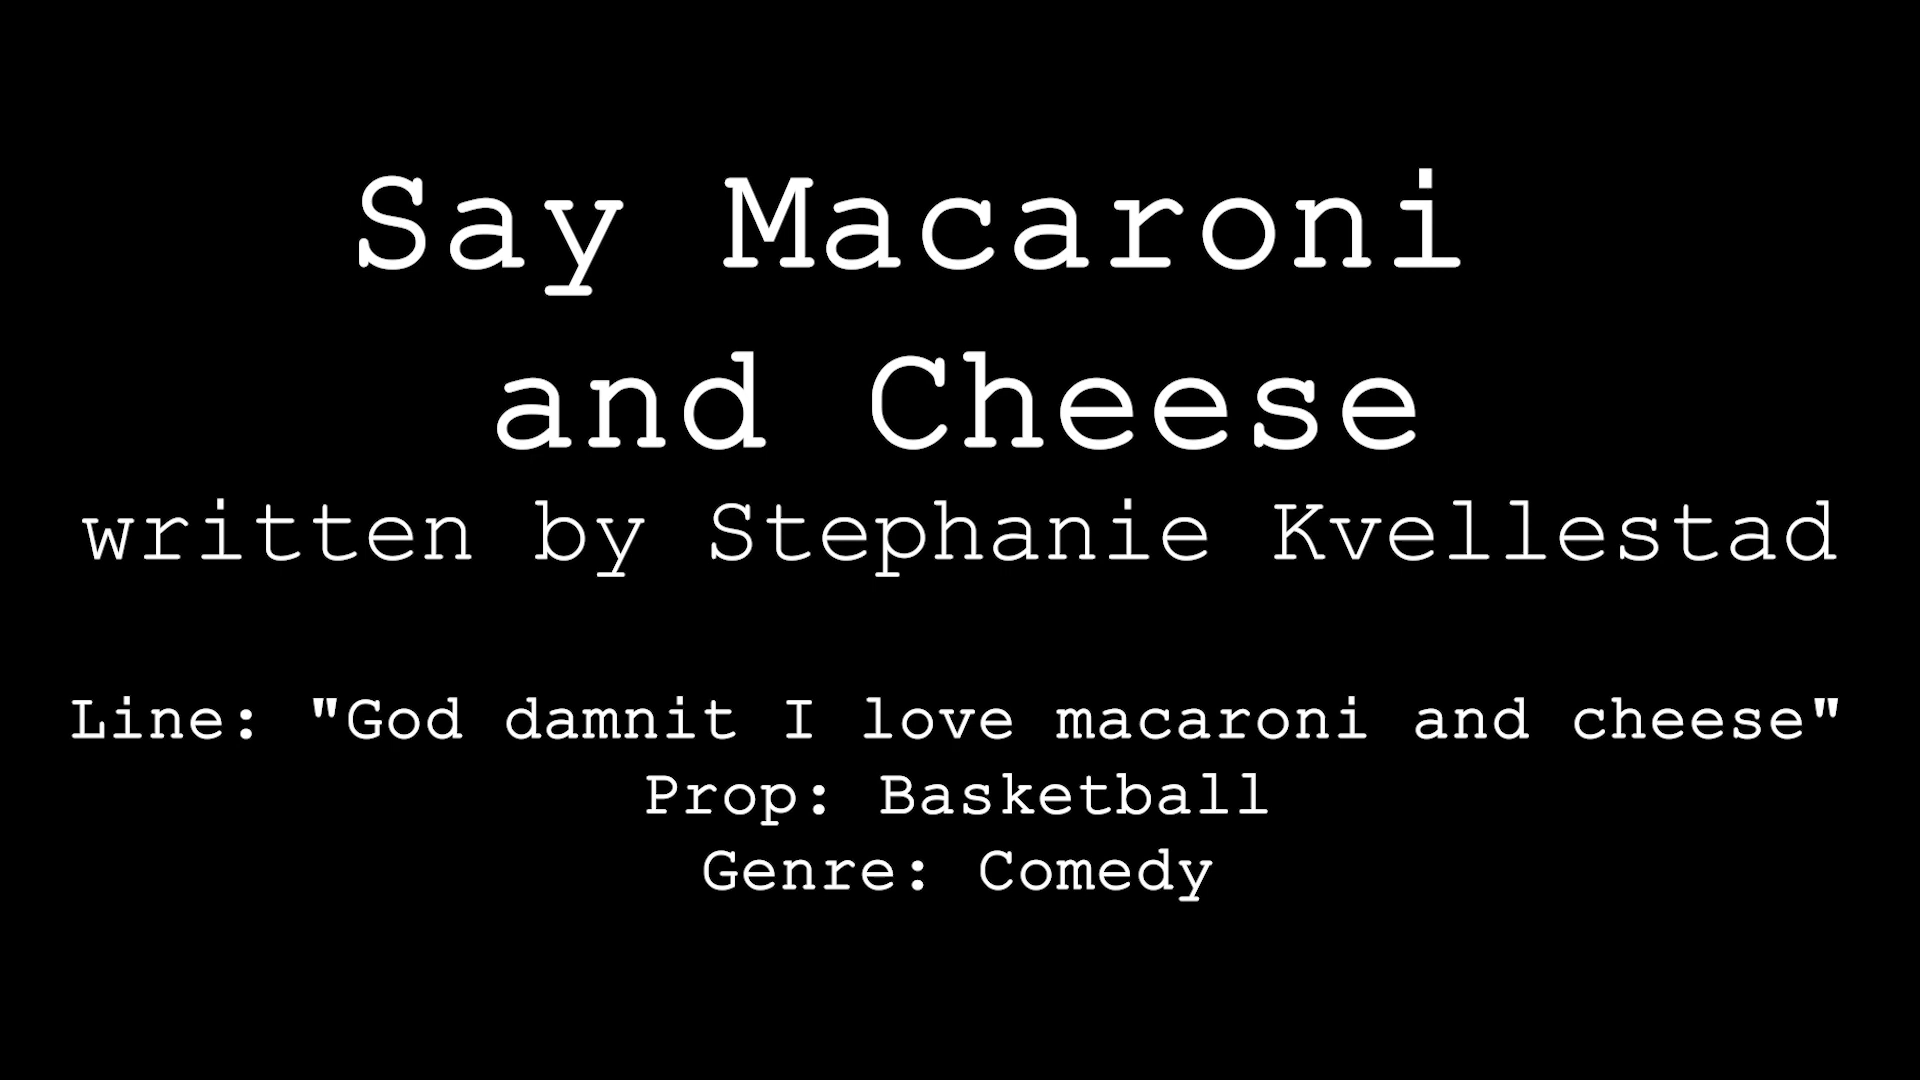 Say Macaroni
and Cheese
written by Stephanie Kvellestad
Line: "God damnit I love macaroni and cheese"
Prop: Basketball
Genre: Comedy